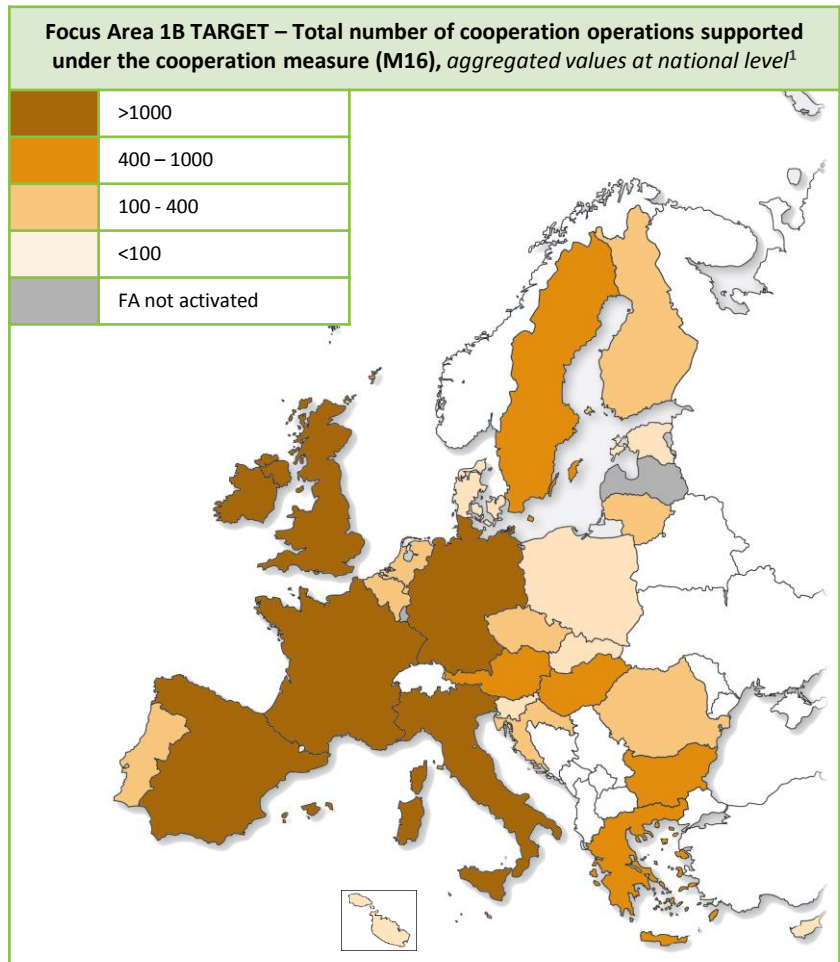 Focus Area 1B TARGET – Total number of cooperation operations supported
under the cooperation measure (M16), aggregated values at national level¹
>1000
400 – 1000
100 - 400
<100
FA not activated